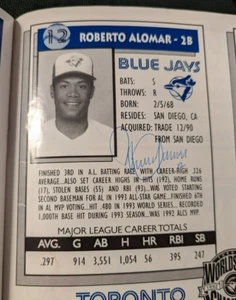 12 ROBERTO ALOMAR - 2B
BLUE JAYS
BATS: S
THROWS: R
BORN: 2/5/68
RESIDES: SAN DIEGO, CA
ACQUIRED: TRADE 12/90
FROM SAN DIEGO
FINISHED 3RD IN A.L. BATTING RACE WITH CAREER-HIGH .326
AVERAGE..ALSO SET CAREER HIGHS IN HITS (192), HOME RUNS
(17), STOLEN BASES (55) AND RBI (93)..WAS VOTED STARTING
SECOND BASEMAN FOR AL IN 1993 ALL-STAR GAME..FINISHED 6TH IN
AL MVP VOTING..HIT .480 IN 1993 WORLD SERIES..RECORDED
1,000TH BASE HIT DURING 1993 SEASON..WAS 1992 ALCS MVP..
MAJOR LEAGUE CAREER TOTALS
AVG. G AB H HR RBI SB
.297 914 3,551 1,054 56 395 247
TORONTO
WORLD